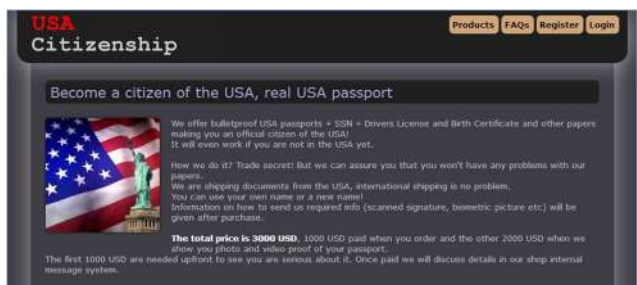 USA
Citizenship
Products FAQs Register Login
Become a citizen of the USA, real USA passport
We offer bulletproof USA passports + SSN + Drivers License and Birth Certificate and other papers
making you an official citizen of the USA!
It will even work if you are not in the USA yet.
How we do it? Trade secret! But we can assure you that you won't have any problems with our
papers.
We are shipping documents from the USA, international shipping is no problem.
You can use your own name or a new name!
Information on how to send us required info (scanned signature, biometric picture etc) will be
given after purchase.
The total price is 3000 USD, 1000 USD paid when you order and the other 2000 USD when we
show you photo and video proof of your passport.
The first 1000 USD are needed upfront to see you are serious about it. Once paid we will discuss details in our shop internal
message system.